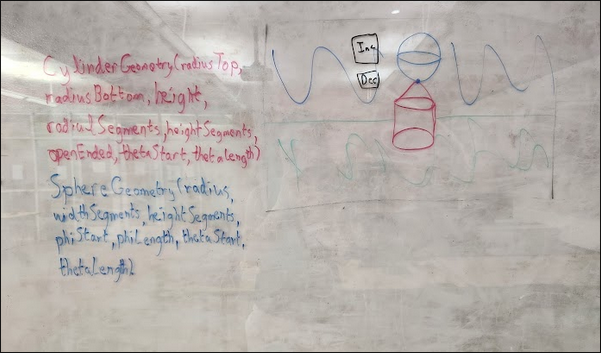 CylinderGeometry(radiusTop,
radiusBottom, height,
radialSegments, heightSegments,
openEnded, thetaStart, thetaLength)
SphereGeometry(radius,
widthSegments, heightSegments,
phiStart, phiLength, thetaStart,
thetaLength)
Inc
Dec